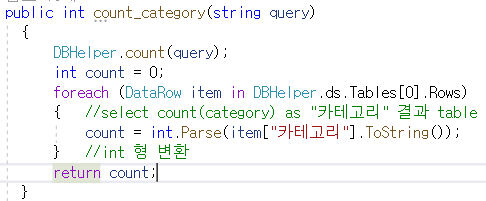 public int count_category(string query)
{
DBHelper.count(query);
int count = 0;
foreach (DataRow item in DBHelper.ds.Tables[0].Rows)
{ //select count(category) as "카테고리" 결과 table
count = int.Parse(item["카테고리"].ToString());
} //int 형 변환
return count;
}